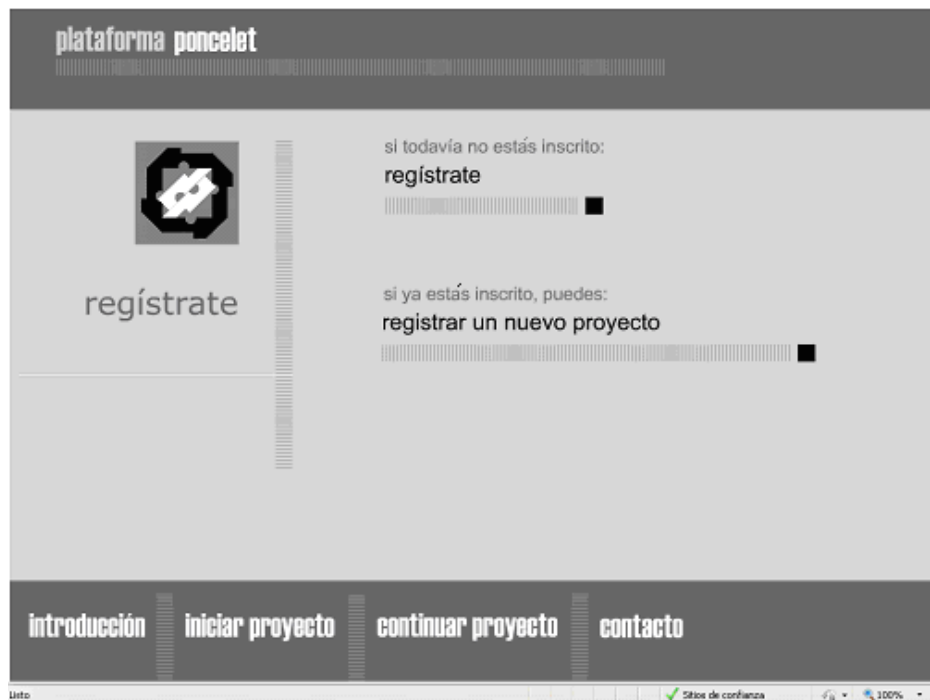 plataforma poncelet
si todavía no estás inscrito:
regístrate
regístrate
si ya estás inscrito, puedes:
registrar un nuevo proyecto
introducción
iniciar proyecto
continuar proyecto
contacto
Listo
Sitios de confianza
100%